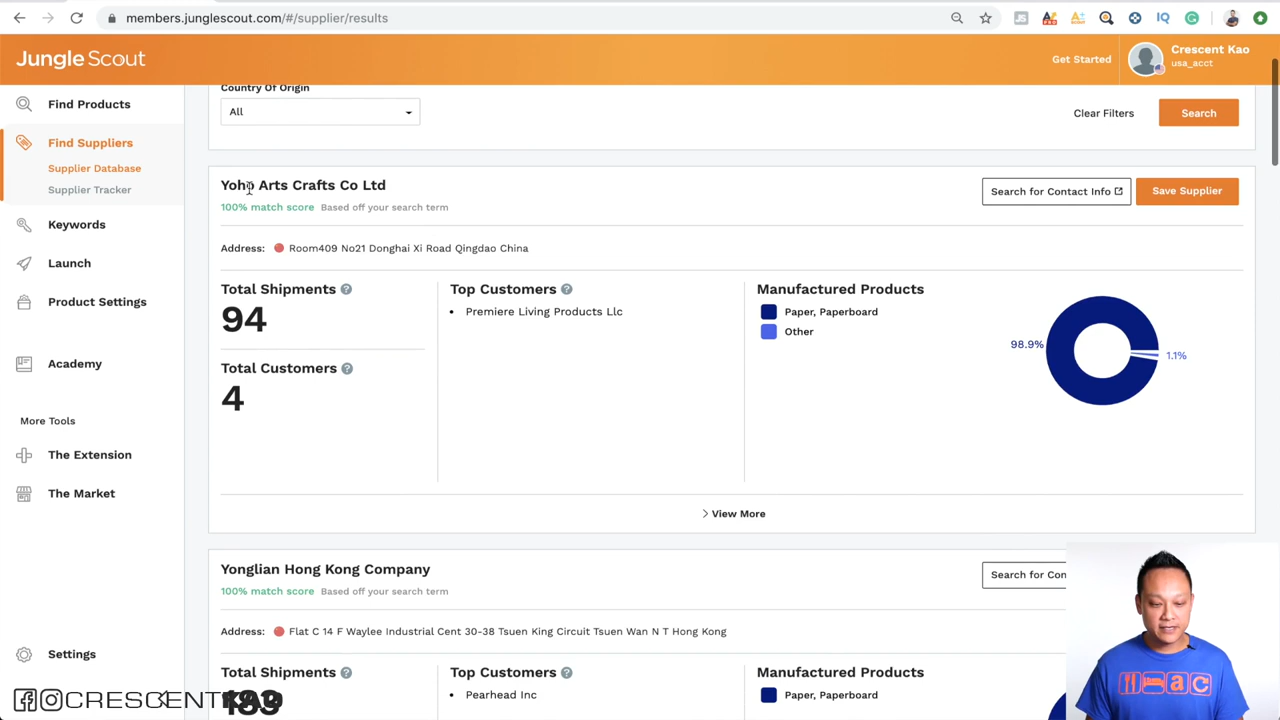 members.junglescout.com/#/supplier/results
JS
PRO
IQ
Jungle Scout
Get Started
Crescent Kao
usa_acct
Find Products
Find Suppliers
Supplier Database
Supplier Tracker
Keywords
Launch
Product Settings
Academy
More Tools
The Extension
The Market
Settings
Country Of Origin
All
Clear Filters
Search
Yoho Arts Crafts Co Ltd
Search for Contact Info
Save Supplier
100% match score Based off your search term
Address: Room409 No21 Donghai Xi Road Qingdao China
Total Shipments ?
94
Total Customers ?
4
Top Customers ?
• Premiere Living Products Llc
Manufactured Products
Paper, Paperboard
Other
98.9%
1.1%
View More
Yonglian Hong Kong Company
Search for Con
100% match score Based off your search term
Address: Flat C 14 F Waylee Industrial Cent 30-38 Tsuen King Circuit Tsuen Wan N T Hong Kong
Total Shipments ?
Top Customers ?
• Pearhead Inc
Manufactured Products
Paper, Paperboard
CRESCENTKAO